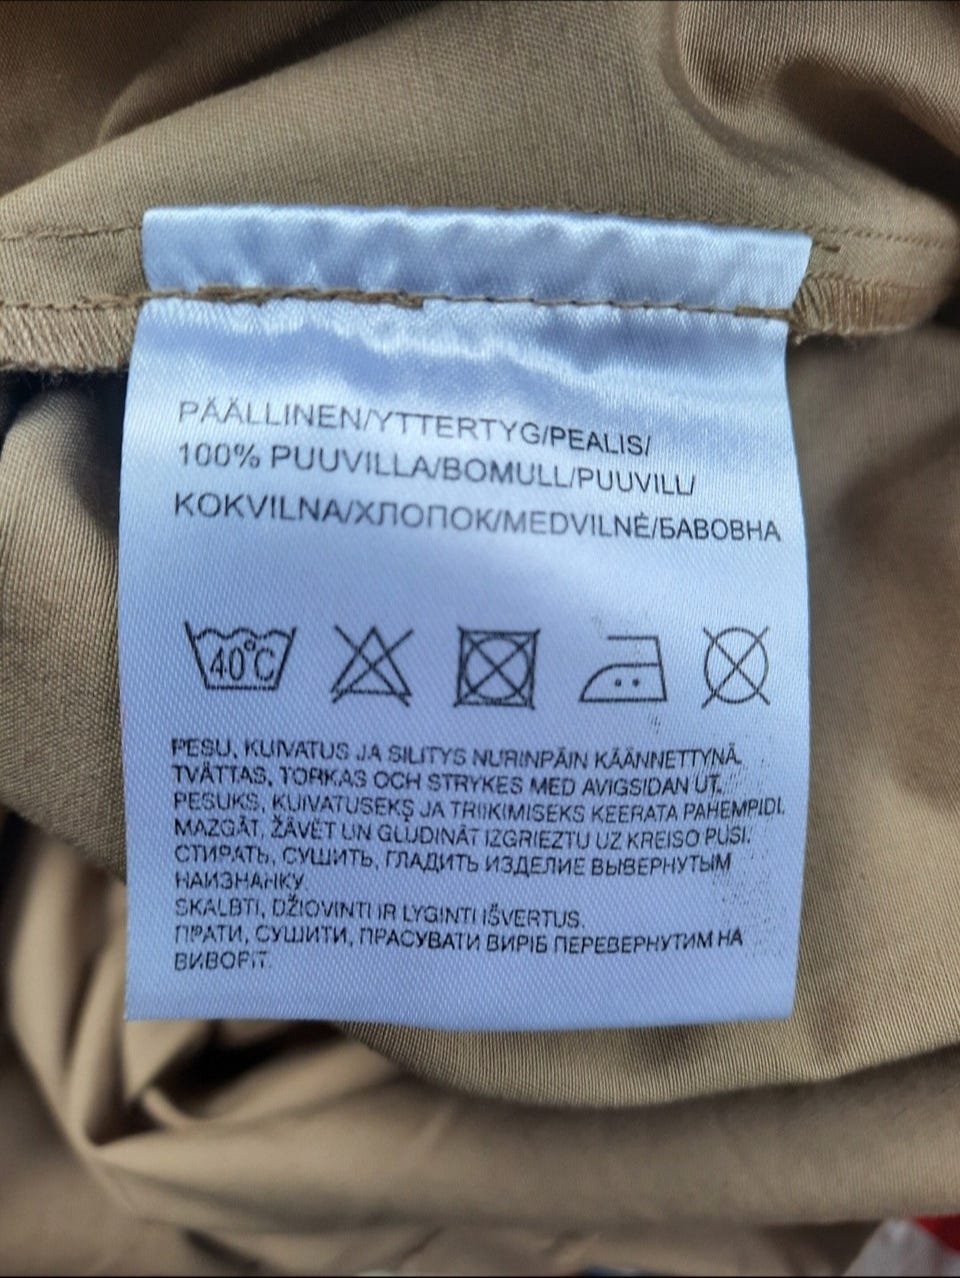 PÄÄLLINEN/YTTERTYG/PEALIS/
100% PUUVILLA/BOMULL/PUUVILL/
KOKVILNA/ХЛОПОК/MEDVILNĖ/БАВОВНА
40°C
PESU, KUIVATUS JA SILITYS NURINPÄIN KÄÄNNETTYNÄ.
TVÄTTAS, TORKAS OCH STRYKES MED AVIGSIDAN UT.
PESUKS, KUIVATUSEKS JA TRIIKIMISEKS KEERATA PAHEMPIDI.
MAZGĀT, ŽĀVĒT UN GLUDINĀT IZGRIEZTU UZ KREISO PUSI.
СТИРАТЬ, СУШИТЬ, ГЛАДИТЬ ИЗДЕЛИЕ ВЫВЕРНУТЫМ
НАИЗНАНКУ.
SKALBTI, DŽIOVINTI IR LYGINTI IŠVERTUS.
ПРАТИ, СУШИТИ, ПРАСУВАТИ ВИРІБ ПЕРЕВЕРНУТИМ НА
ВИВОРІТ.